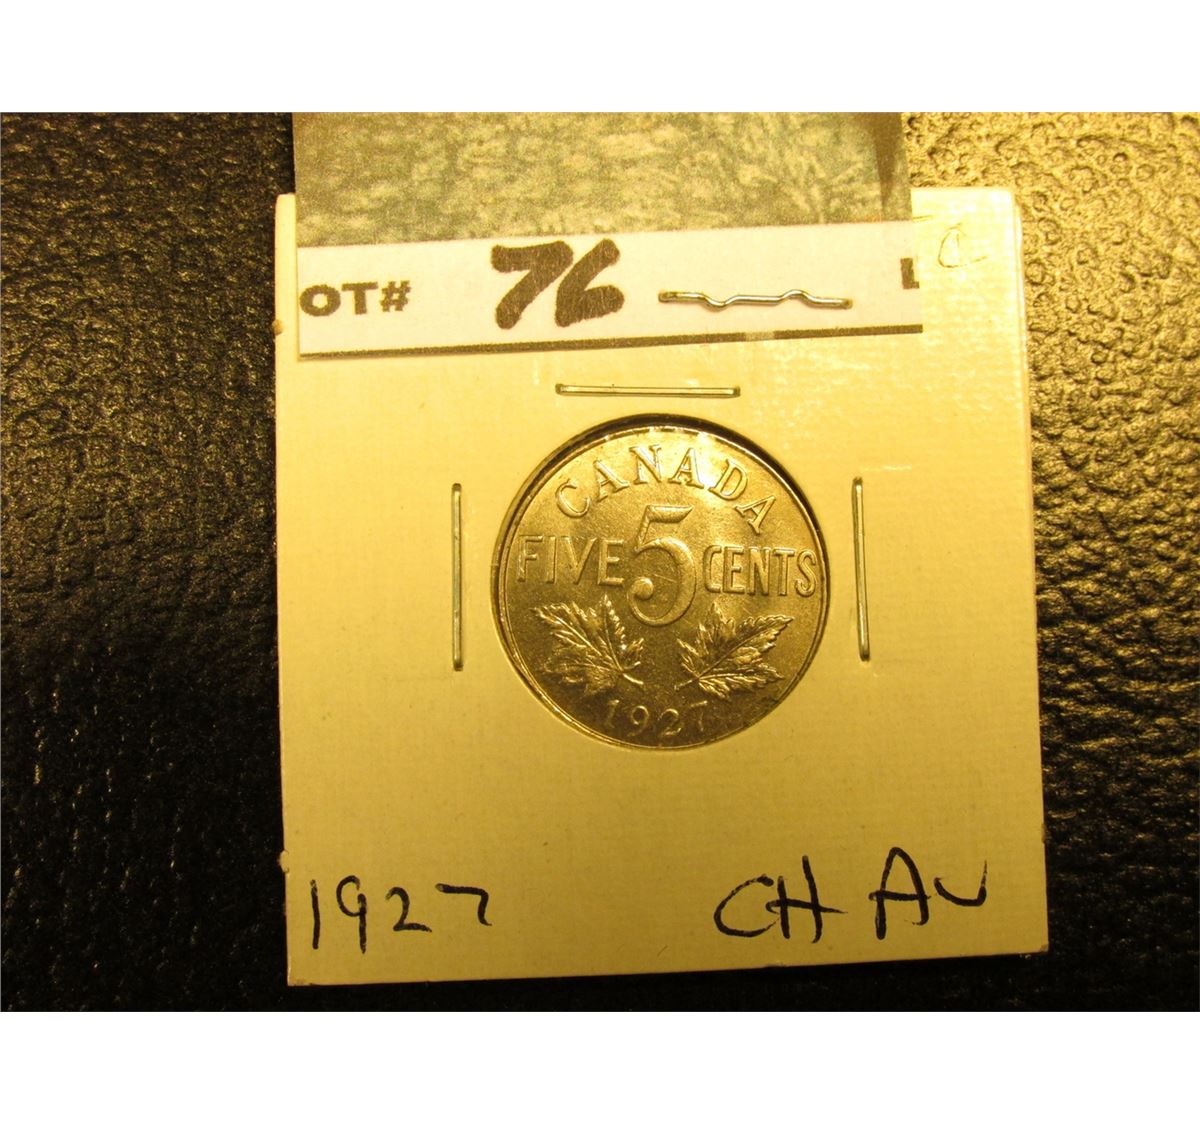 OT# 76 L
CANADA
FIVE 5 CENTS
1927
1927 CH AU